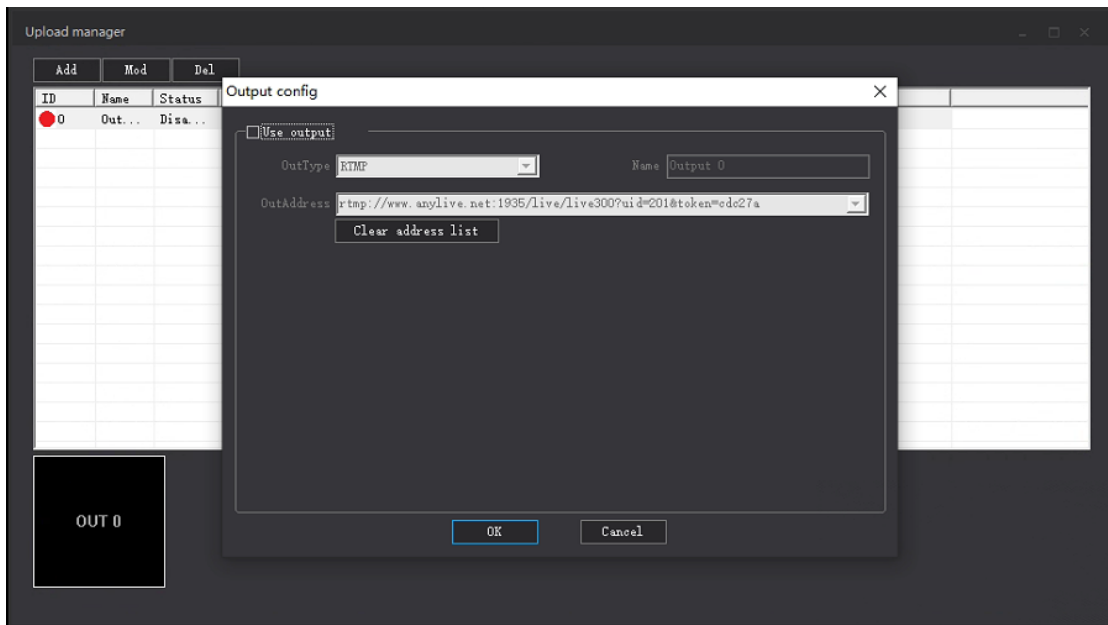 Upload manager
Add Mod Del
Output config
ID Name Status
0 Out... Disa...
Use output
OutType RTMP Name Output 0
OutAddress rtmp://www.anylive.net:1935/live/live300?uid=201&token=cdc27a
Clear address list
OUT 0
OK Cancel